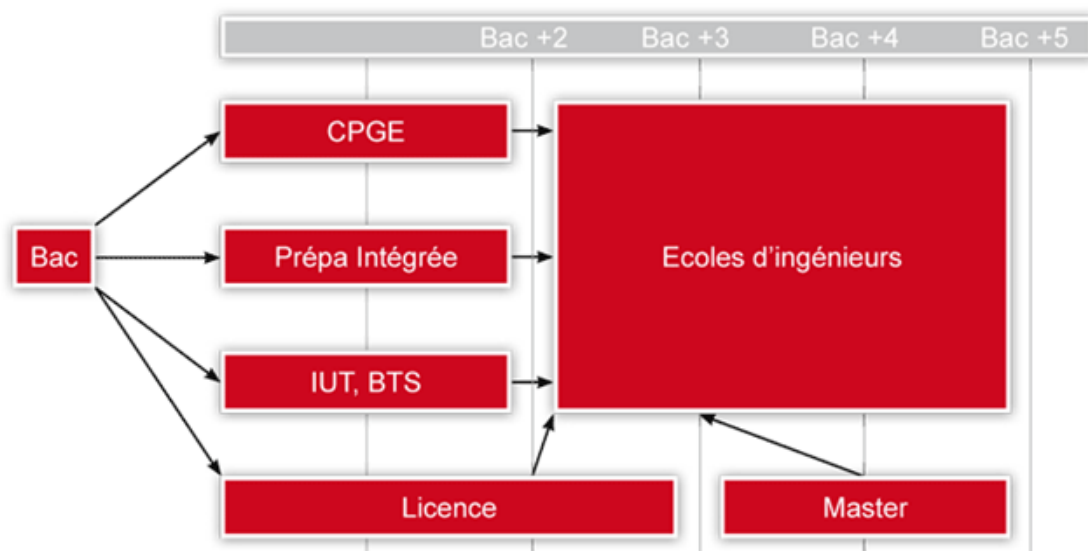 Bac +2 Bac +3 Bac +4 Bac +5
CPGE
Bac
Prépa Intégrée
Ecoles d’ingénieurs
IUT, BTS
Licence
Master